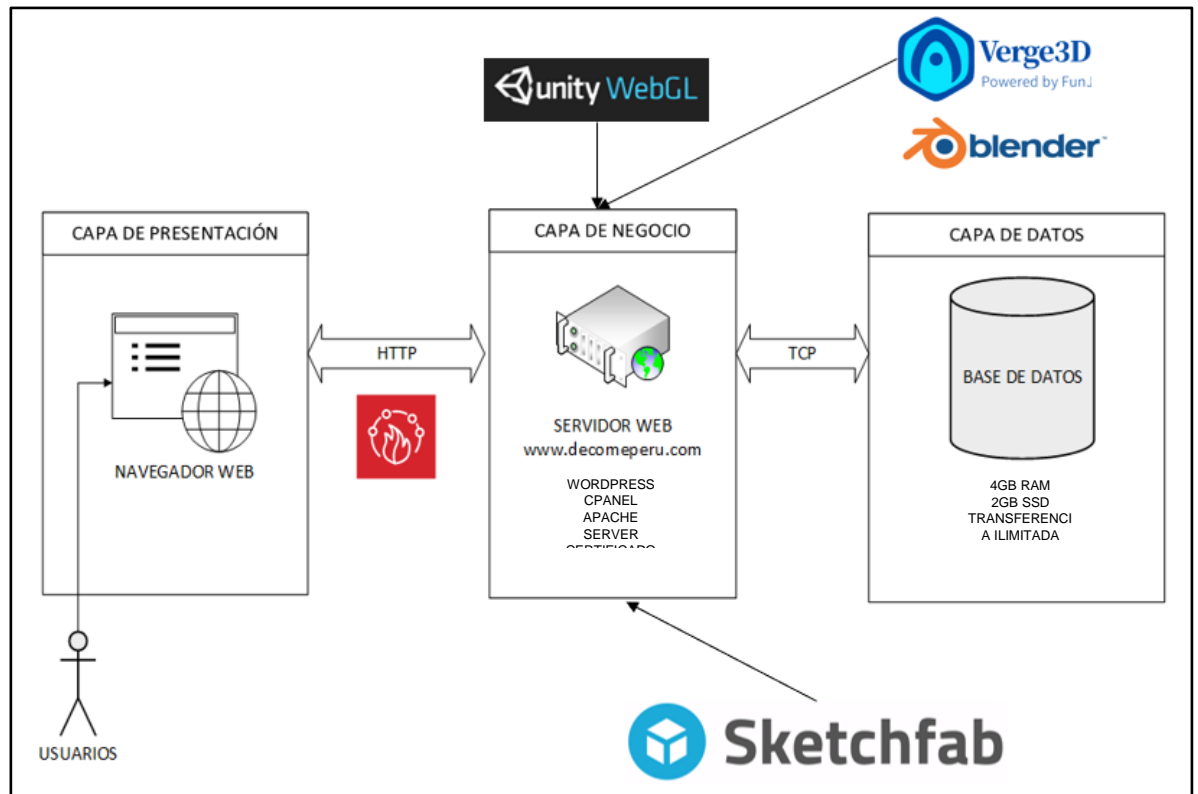 Verge3D
Powered by FunJ
unity WebGL
blender™
CAPA DE PRESENTACIÓN
CAPA DE NEGOCIO
CAPA DE DATOS
HTTP
TCP
BASE DE DATOS
NAVEGADOR WEB
SERVIDOR WEB
www.decomeperu.com
WORDPRESS
CPANEL
APACHE
SERVER
4GB RAM
2GB SSD
TRANSFERENCI
A ILIMITADA
USUARIOS
Sketchfab